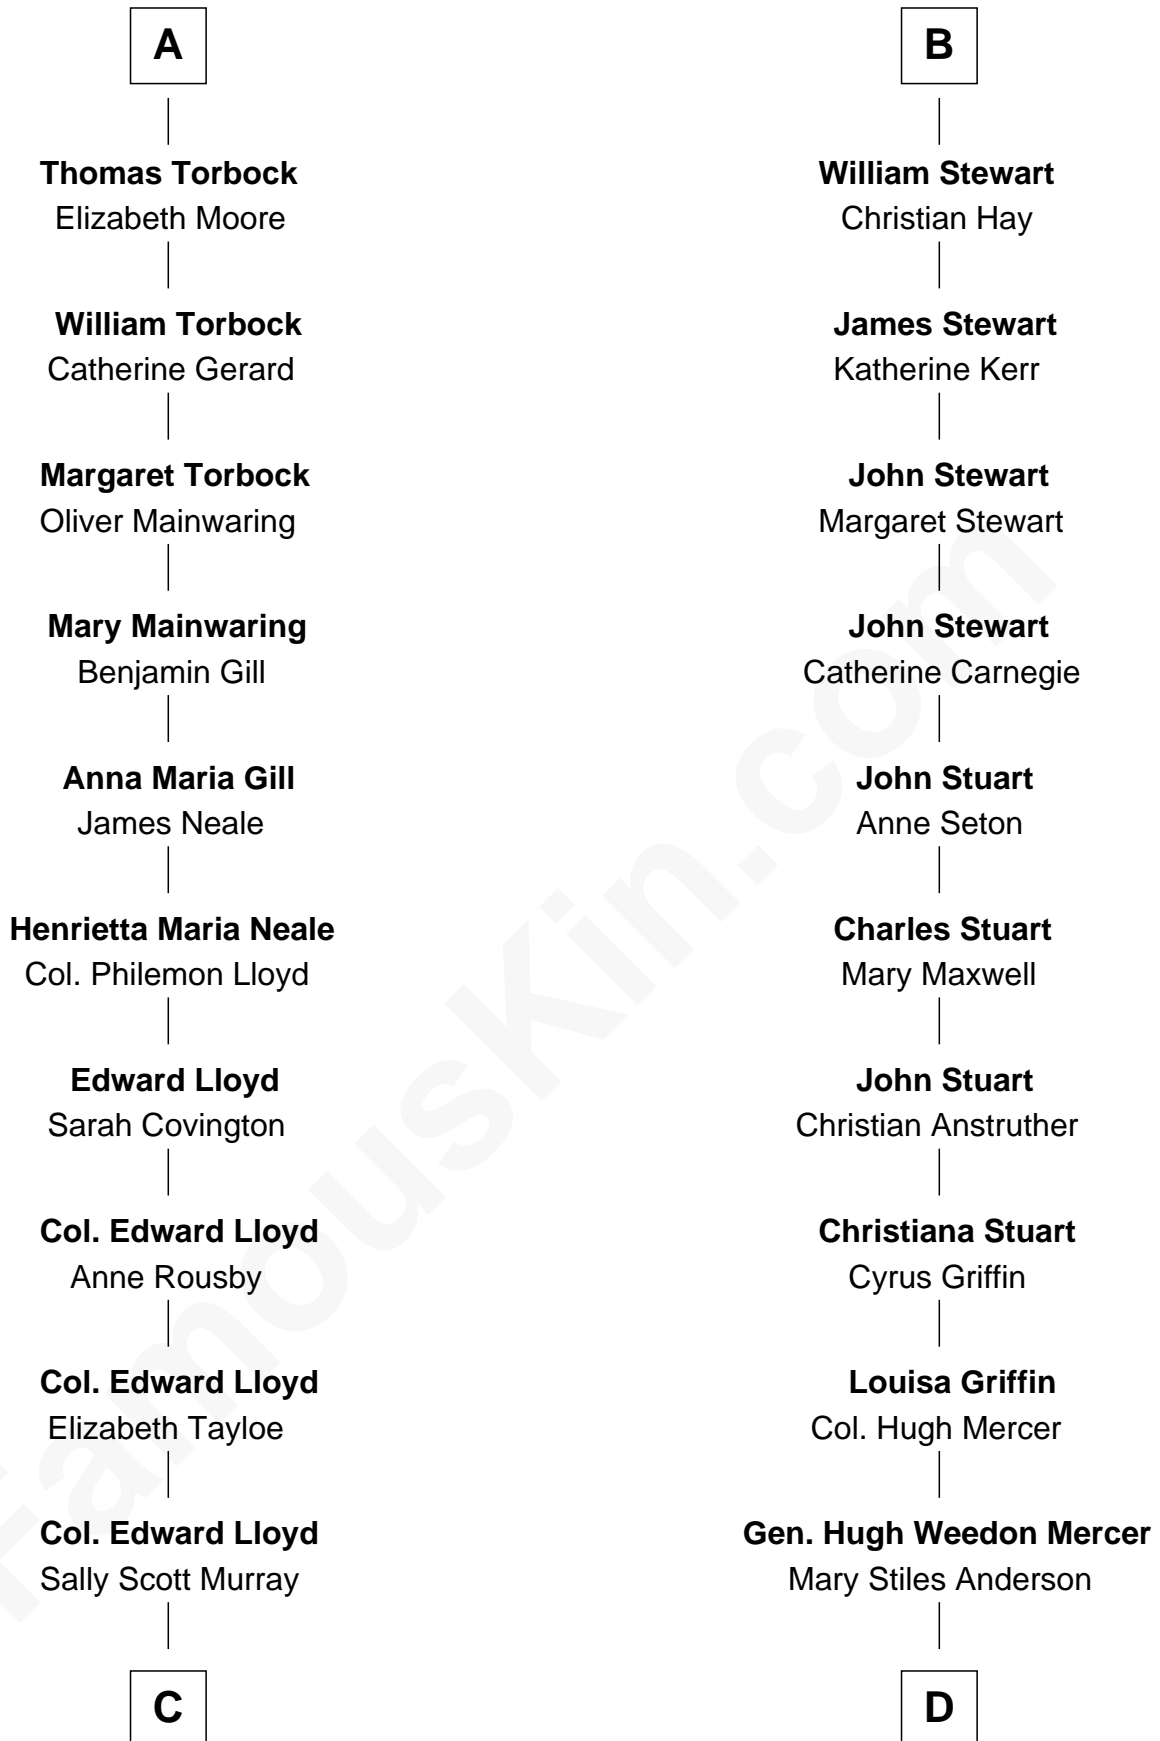 A
Thomas Torbock
Elizabeth Moore
William Torbock
Catherine Gerard
Margaret Torbock
Oliver Mainwaring
Mary Mainwaring
Benjamin Gill
Anna Maria Gill
James Neale
Henrietta Maria Neale
Col. Philemon Lloyd
Edward Lloyd
Sarah Covington
Col. Edward Lloyd
Anne Rousby
Col. Edward Lloyd
Elizabeth Tayloe
Col. Edward Lloyd
Sally Scott Murray
C
B
William Stewart
Christian Hay
James Stewart
Katherine Kerr
John Stewart
Margaret Stewart
John Stewart
Catherine Carnegie
John Stuart
Anne Seton
Charles Stuart
Mary Maxwell
John Stuart
Christian Anstruther
Christiana Stuart
Cyrus Griffin
Louisa Griffin
Col. Hugh Mercer
Gen. Hugh Weedon Mercer
Mary Stiles Anderson
D
FamousKin.com